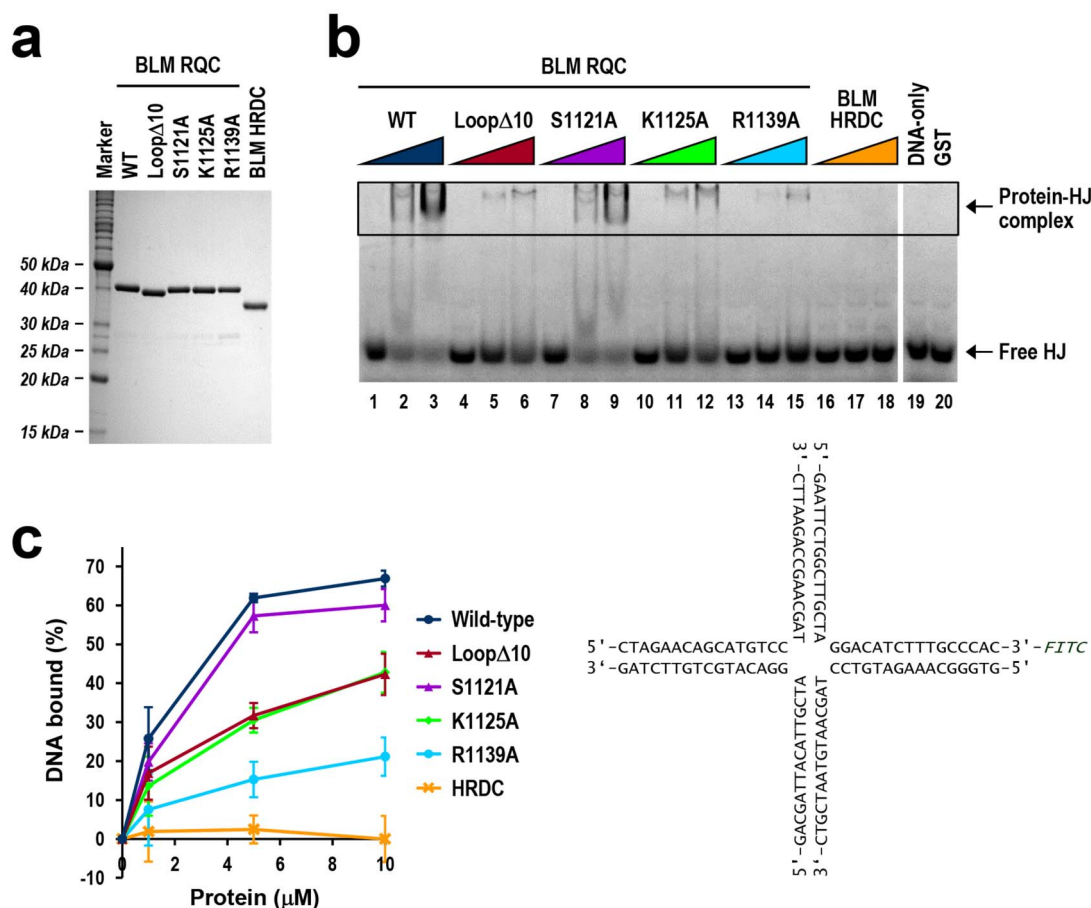 a
BLM RQC
Marker
WT
LoopΔ10
S1121A
K1125A
R1139A
BLM HRDC
50 kDa
40 kDa
30 kDa
25 kDa
20 kDa
15 kDa
b
BLM RQC
WT LoopΔ10 S1121A K1125A R1139A BLM HRDC DNA-only GST
Protein-HJ complex
Free HJ
1 2 3 4 5 6 7 8 9 10 11 12 13 14 15 16 17 18 19 20
c
DNA bound (%)
70
60
50
40
30
20
10
0
-10
0 2 4 6 8 10
Protein (μM)
Wild-type
LoopΔ10
S1121A
K1125A
R1139A
HRDC
3'-CTTAAGACCGAACGAT
5'-GAATTCTGGCTTGCTA
5'-CTAGAACAGCATGTCC GGACATCTTTGCCCAC-3'-FITC
3'-GATCTTGTCGTACAGG CCTGTAGAAACGGGTG-5'
5'-GACGATTACATTGCTA
3'-CTGCTAATGTAACGAT